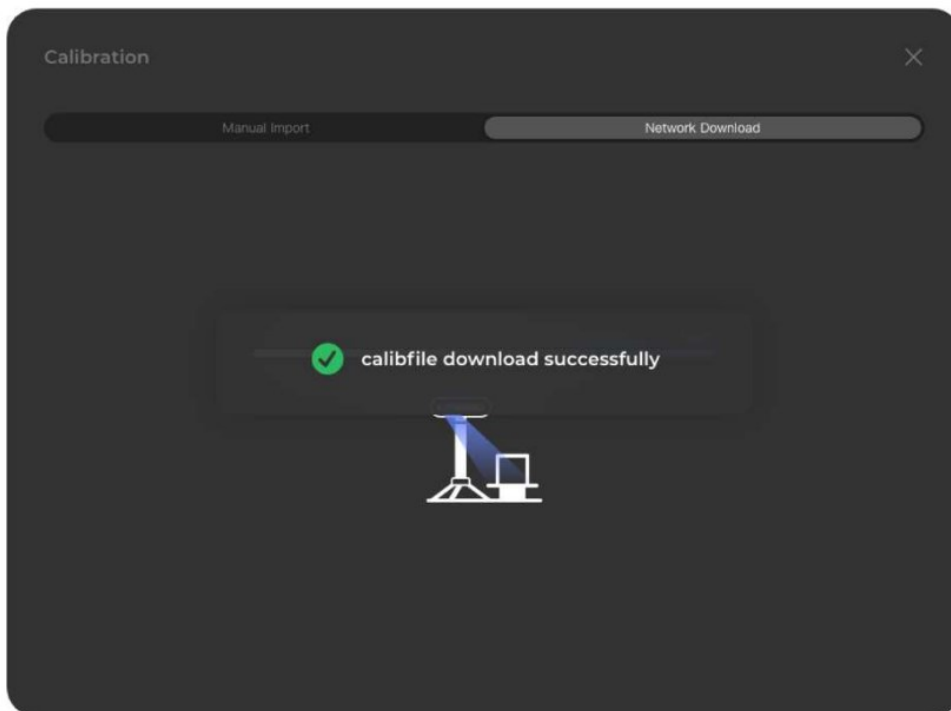 Calibration
Manual Import
Network Download
calibfile download successfully